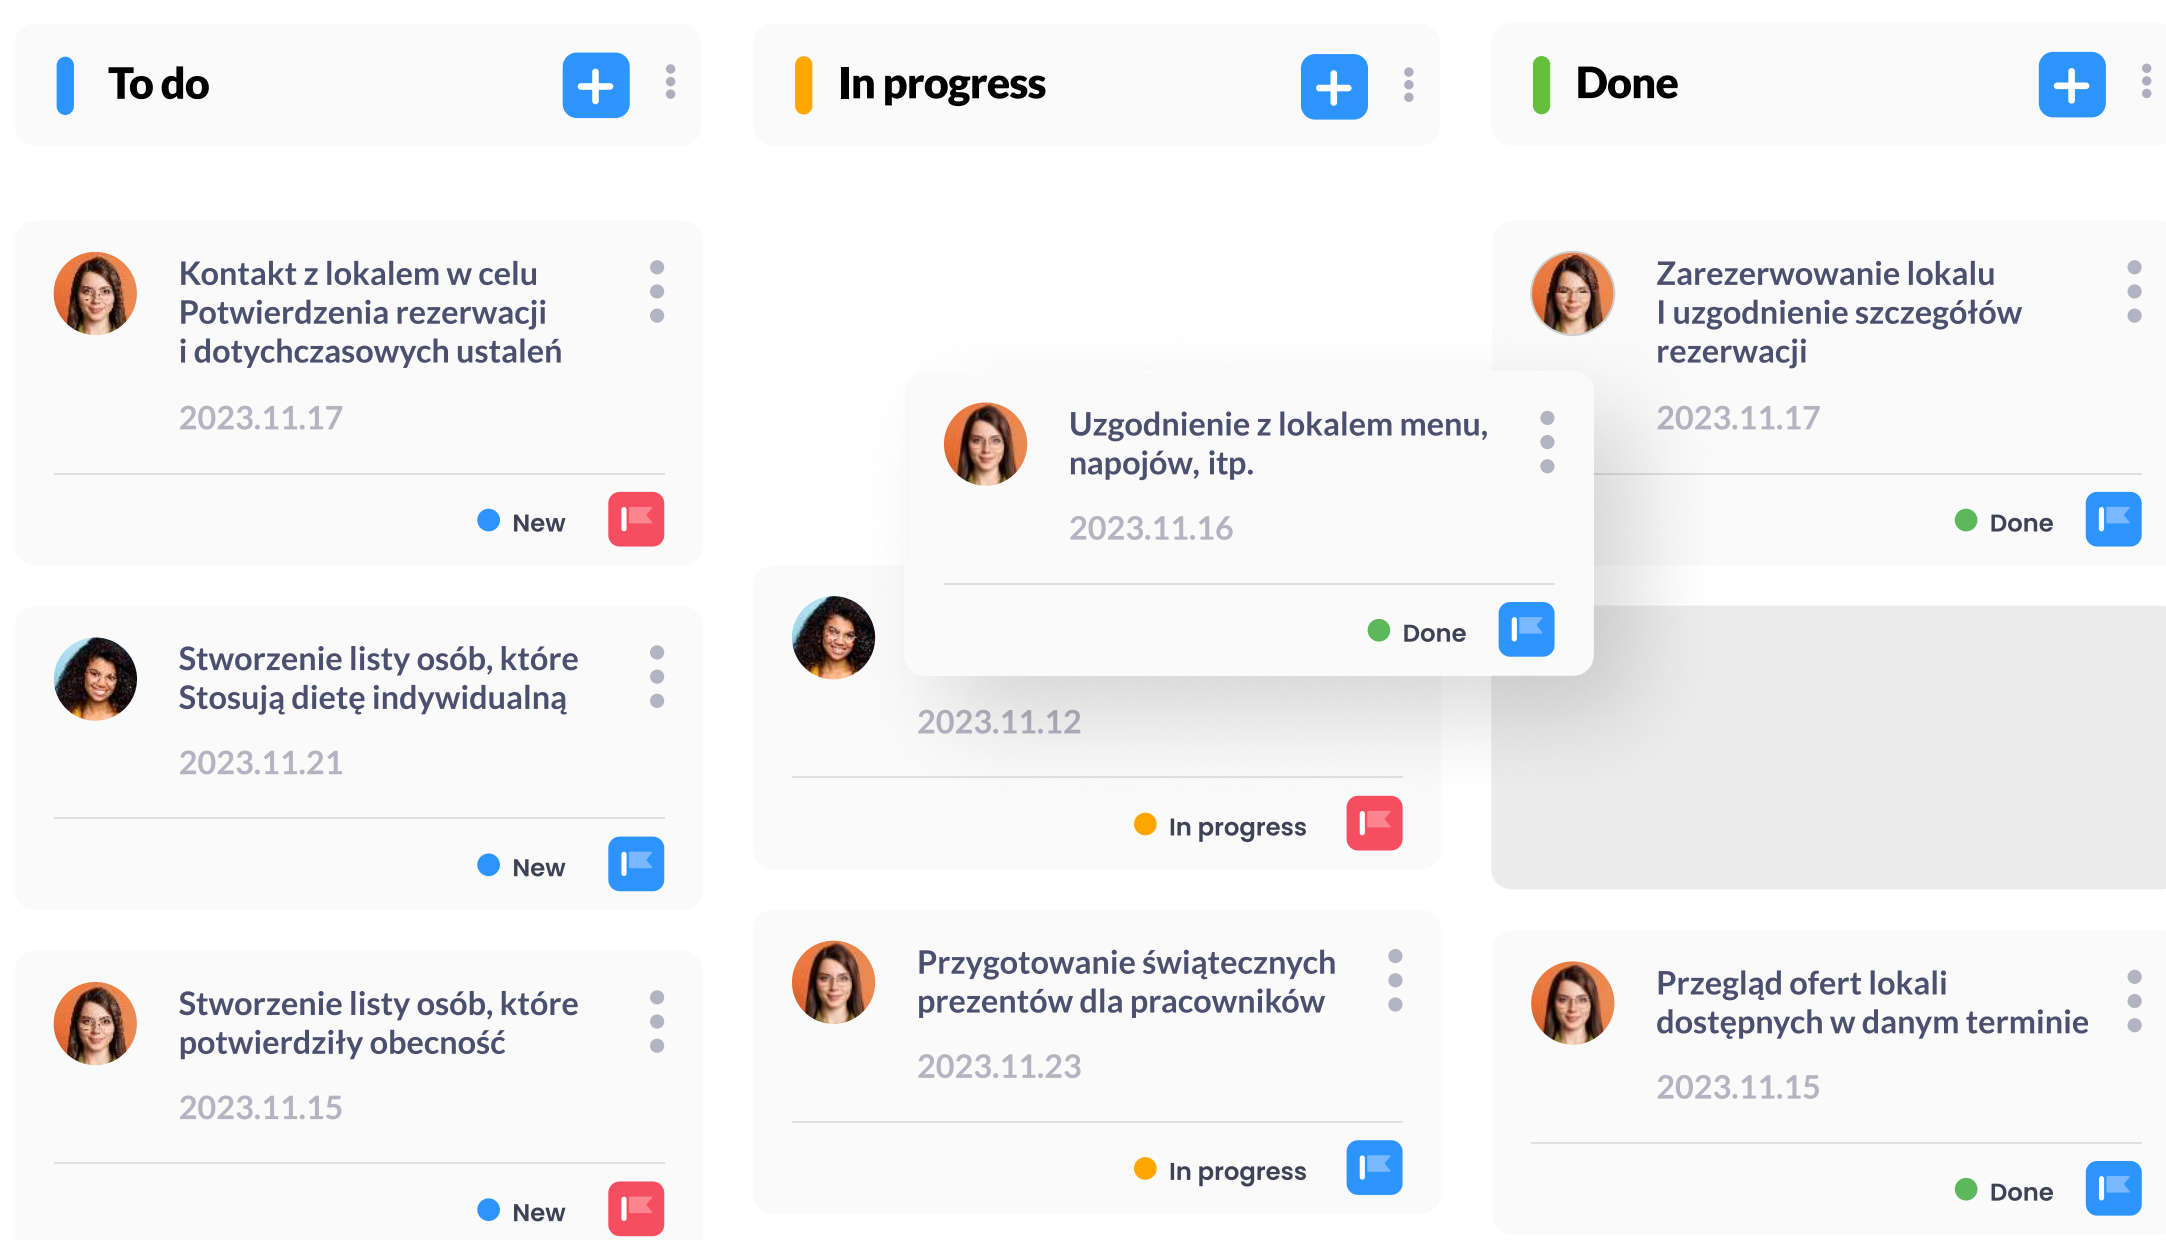 To do
Kontakt z lokalem w celu
Potwierdzenia rezerwacji
i dotychczasowych ustaleń
2023.11.17
New
Stworzenie listy osób, które
Stosują dietę indywidualną
2023.11.21
New
Stworzenie listy osób, które
potwierdziły obecność
2023.11.15
New
In progress
Uzgodnienie z lokalem menu,
napojów, itp.
2023.11.16
Done
2023.11.12
In progress
Przygotowanie świątecznych
prezentów dla pracowników
2023.11.23
In progress
Done
Zarezerwowanie lokalu
I uzgodnienie szczegółów
rezerwacji
2023.11.17
Done
Przegląd ofert lokali
dostępnych w danym terminie
2023.11.15
Done